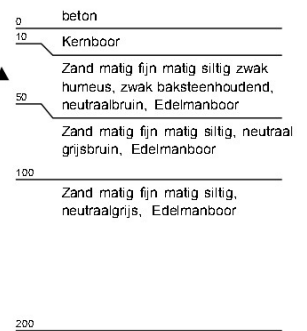 beton
0
10
Kernboor
Zand matig fijn matig siltig zwak
humeus, zwak baksteenhoudend,
neutraalbruin, Edelmanboor
50
Zand matig fijn matig siltig, neutraal
grijsbruin, Edelmanboor
100
Zand matig fijn matig siltig,
neutraalgrijs, Edelmanboor
200